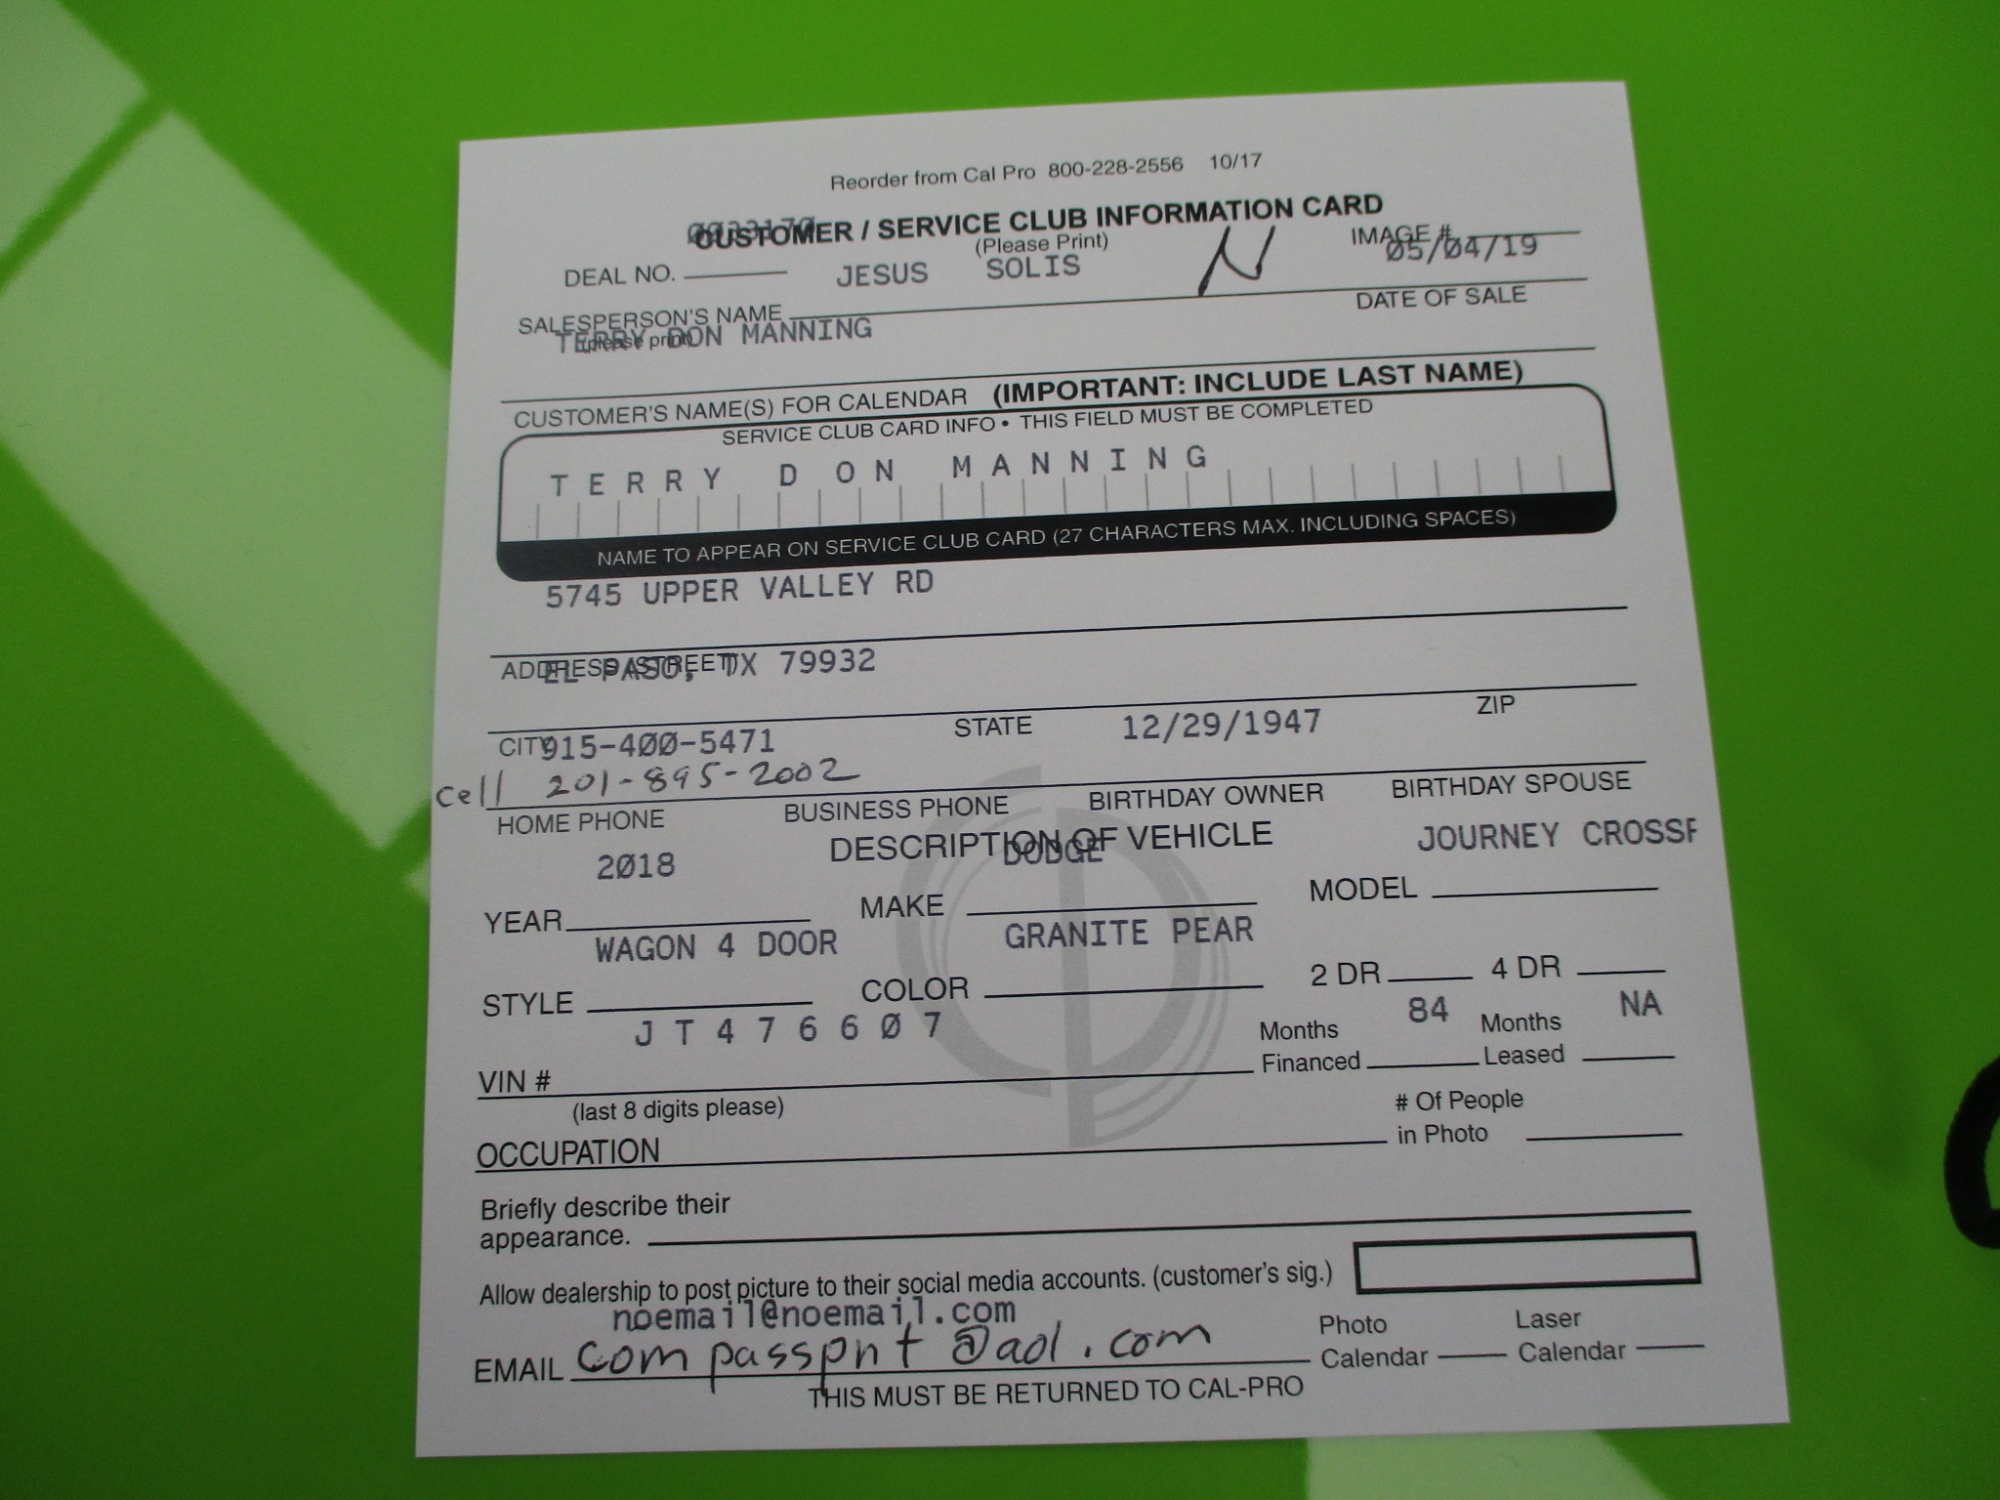 Reorder from Cal Pro 800-228-2556 10/17
CUSTOMER / SERVICE CLUB INFORMATION CARD
(Please Print)
IMAGE #
05/04/19
DEAL NO.
JESUS SOLIS
N
SALESPERSON'S NAME
(please print)
DATE OF SALE
TERRY DON MANNING
CUSTOMER'S NAME(S) FOR CALENDAR (IMPORTANT: INCLUDE LAST NAME)
SERVICE CLUB CARD INFO • THIS FIELD MUST BE COMPLETED
TERRY DON MANNING
NAME TO APPEAR ON SERVICE CLUB CARD (27 CHARACTERS MAX. INCLUDING SPACES)
5745 UPPER VALLEY RD
ADDRESS (STREET)
EL PASO, TX 79932
CITY STATE ZIP
915-400-5471 12/29/1947
cell 201-895-2002
HOME PHONE BUSINESS PHONE BIRTHDAY OWNER BIRTHDAY SPOUSE
DESCRIPTION OF VEHICLE
2018 DODGE JOURNEY CROSSR
YEAR MAKE MODEL
WAGON 4 DOOR GRANITE PEAR
STYLE COLOR 2 DR 4 DR
JT476607
84 NA
VIN # Months Financed Months Leased
(last 8 digits please)
OCCUPATION # Of People in Photo
Briefly describe their
appearance.
Allow dealership to post picture to their social media accounts. (customer's sig.)
noemail@noemail.com
EMAIL compasspnt@aol.com Photo Calendar Laser Calendar
THIS MUST BE RETURNED TO CAL-PRO